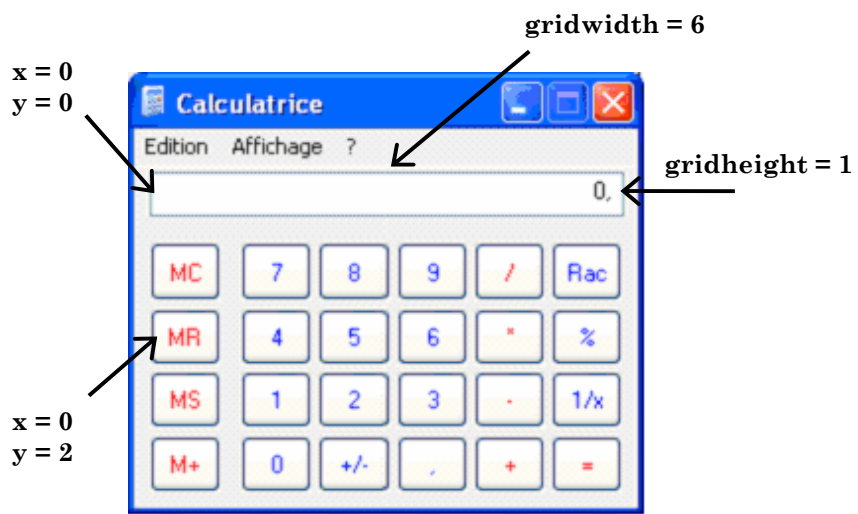 gridwidth = 6
x = 0
y = 0
Calculatrice
Edition Affichage ?
gridheight = 1
0,
MC 7 8 9 / Rac
MR 4 5 6 * %
MS 1 2 3 - 1/x
x = 0
y = 2
M+ 0 +/- , + =